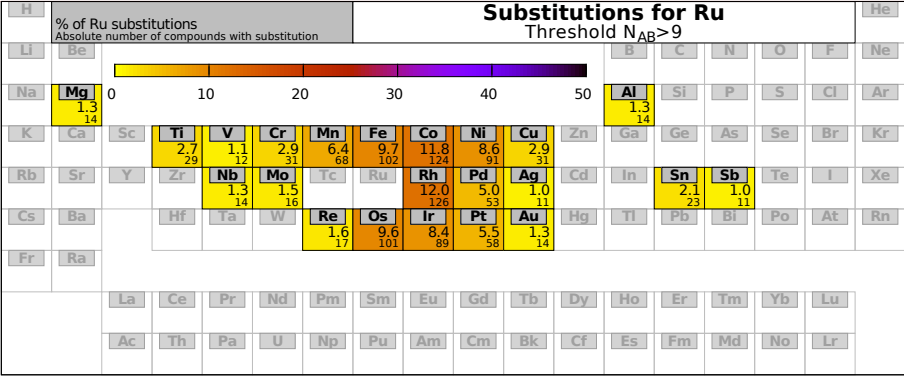 H
% of Ru substitutions
Absolute number of compounds with substitution
Substitutions for Ru
Threshold N_AB>9
He
Li Be B C N O F Ne
0 10 20 30 40 50
Na Mg Al Si P S Cl Ar
1.3 1.3
14 14
K Ca Sc Ti V Cr Mn Fe Co Ni Cu Zn Ga Ge As Se Br Kr
2.7 1.1 2.9 6.4 9.7 11.8 8.6 2.9
29 12 31 68 102 124 91 31
Rb Sr Y Zr Nb Mo Tc Ru Rh Pd Ag Cd In Sn Sb Te I Xe
1.3 1.5 12.0 5.0 1.0 2.1 1.0
14 16 126 53 11 23 11
Cs Ba Hf Ta W Re Os Ir Pt Au Hg Tl Pb Bi Po At Rn
1.6 9.6 8.4 5.5 1.3
17 101 89 58 14
Fr Ra
La Ce Pr Nd Pm Sm Eu Gd Tb Dy Ho Er Tm Yb Lu
Ac Th Pa U Np Pu Am Cm Bk Cf Es Fm Md No Lr